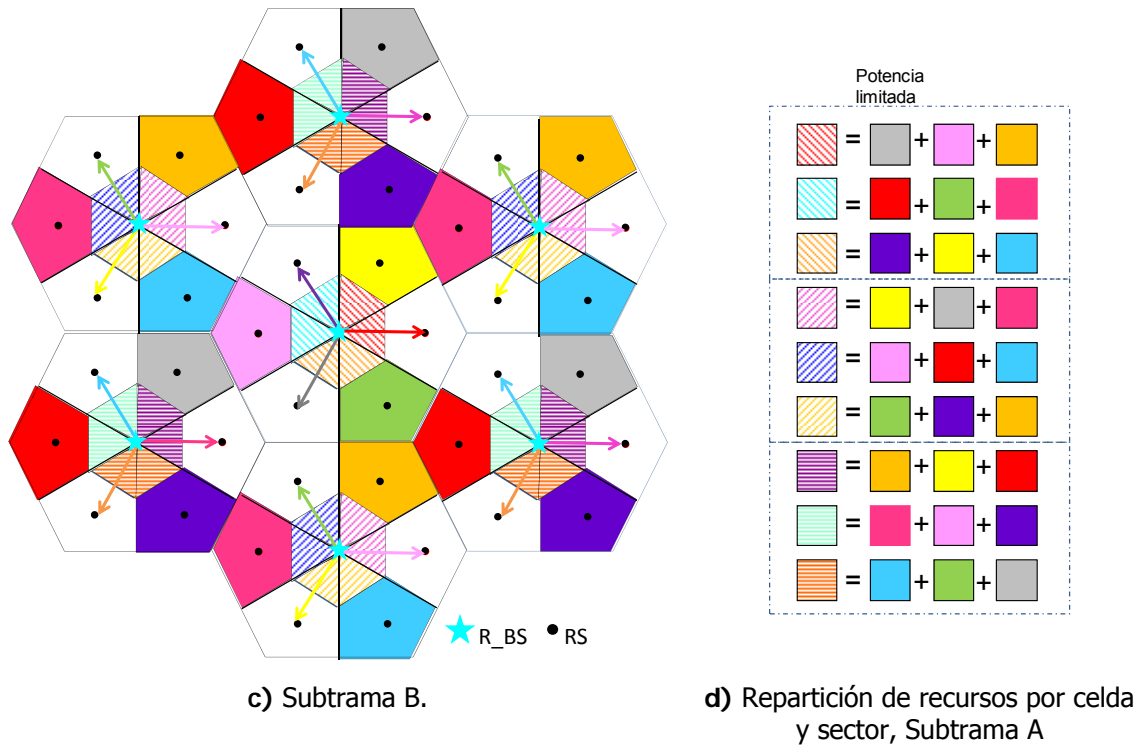 Potencia
limitada
= + +
= + +
= + +
= + +
= + +
= + +
= + +
= + +
= + +
R_BS RS
c) Subtrama B.
d) Repartición de recursos por celda
y sector, Subtrama A